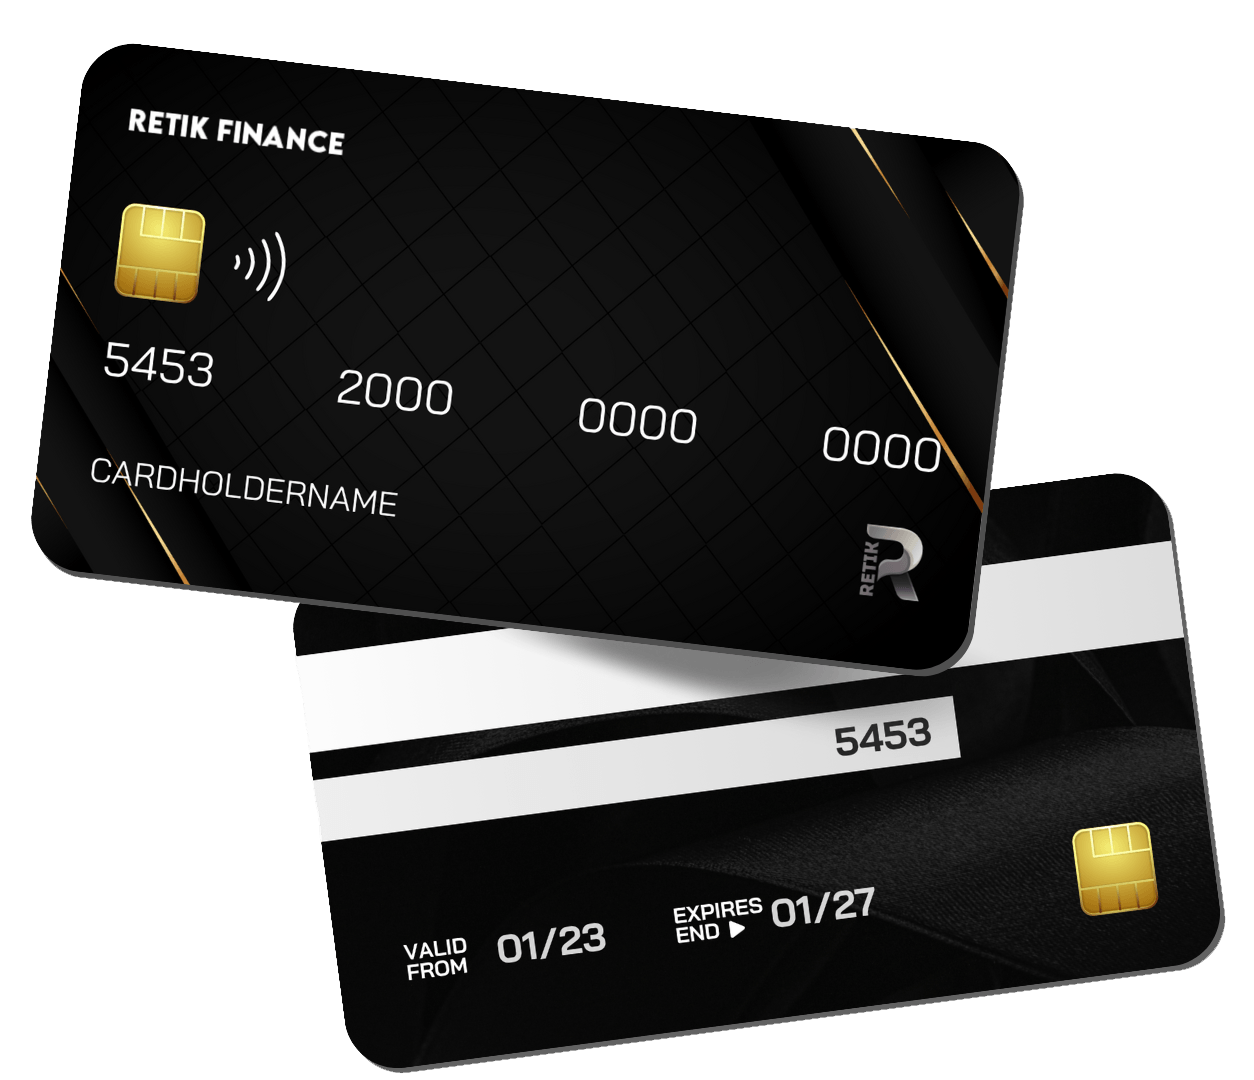 RETIK FINANCE
5453 2000 0000 0000
CARDHOLDERNAME
RETIK
5453
VALID FROM 01/23
EXPIRES END 01/27